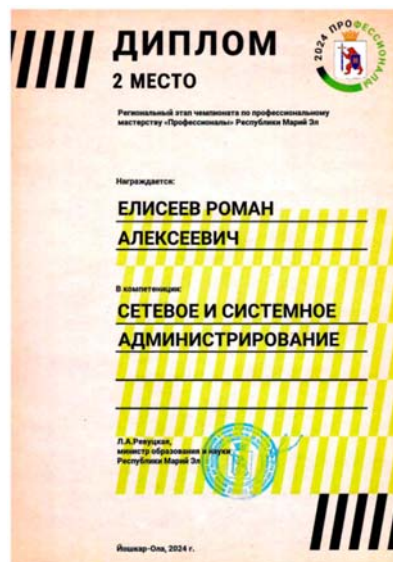 ДИПЛОМ
2 МЕСТО
2024 ПРОФЕССИОНАЛЫ
Региональный этап чемпионата по профессиональному
мастерству «Профессионалы» Республики Марий Эл
Награждается:
ЕЛИСЕЕВ РОМАН
АЛЕКСЕЕВИЧ
В компетенции:
СЕТЕВОЕ И СИСТЕМНОЕ
АДМИНИСТРИРОВАНИЕ
Л.А.Ревуцкая,
министр образования и науки
Республики Марий Эл
Йошкар-Ола, 2024 г.